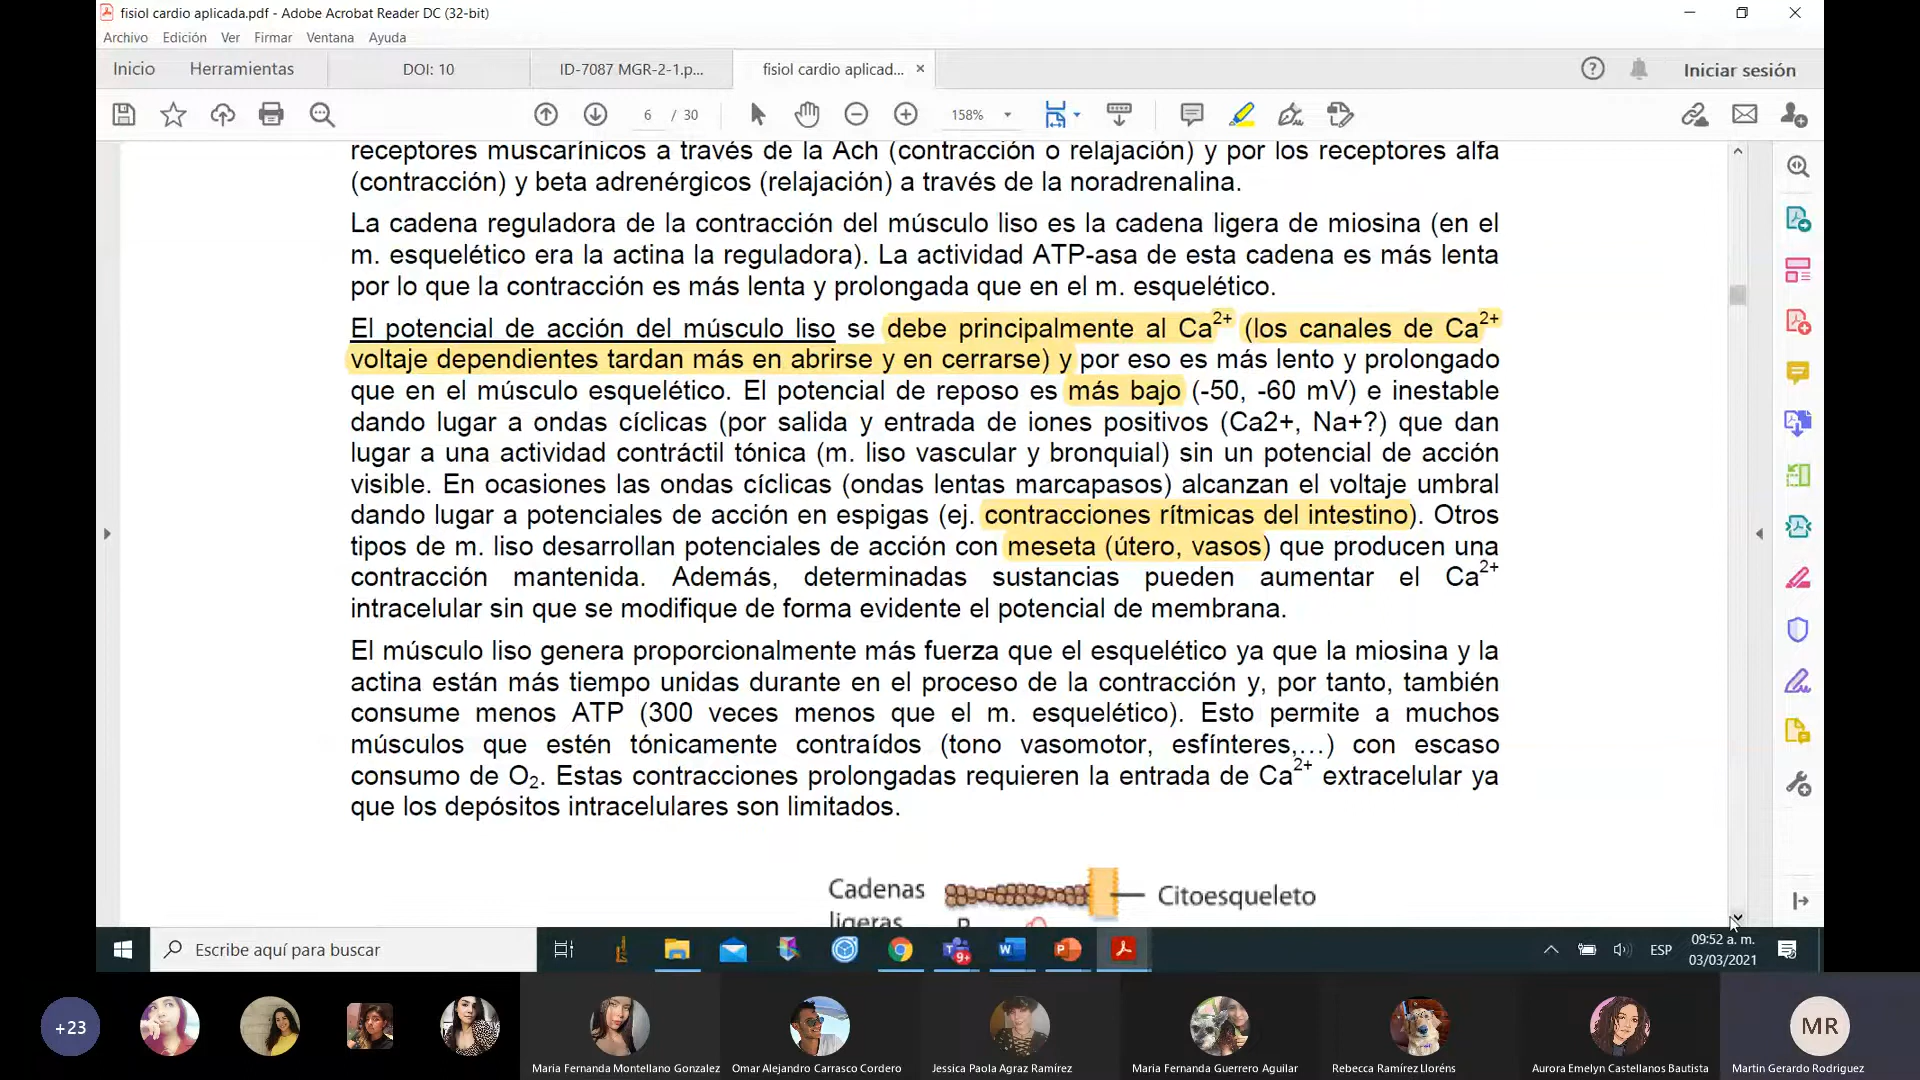 fisiol cardio aplicada.pdf - Adobe Acrobat Reader DC (32-bit)
Archivo Edición Ver Firmar Ventana Ayuda
Inicio Herramientas DOI: 10 ID-7087 MGR-2-1.p... fisiol cardio aplicad... × Iniciar sesión
6 / 30 158%
receptores muscarínicos a través de la Ach (contracción o relajación) y por los receptores alfa
(contracción) y beta adrenérgicos (relajación) a través de la noradrenalina.
La cadena reguladora de la contracción del músculo liso es la cadena ligera de miosina (en el
m. esquelético era la actina la reguladora). La actividad ATP-asa de esta cadena es más lenta
por lo que la contracción es más lenta y prolongada que en el m. esquelético.
El potencial de acción del músculo liso se debe principalmente al Ca²⁺ (los canales de Ca²⁺
voltaje dependientes tardan más en abrirse y en cerrarse) y por eso es más lento y prolongado
que en el músculo esquelético. El potencial de reposo es más bajo (-50, -60 mV) e inestable
dando lugar a ondas cíclicas (por salida y entrada de iones positivos (Ca2+, Na+?) que dan
lugar a una actividad contráctil tónica (m. liso vascular y bronquial) sin un potencial de acción
visible. En ocasiones las ondas cíclicas (ondas lentas marcapasos) alcanzan el voltaje umbral
dando lugar a potenciales de acción en espigas (ej. contracciones rítmicas del intestino). Otros
tipos de m. liso desarrollan potenciales de acción con meseta (útero, vasos) que producen una
contracción mantenida. Además, determinadas sustancias pueden aumentar el Ca²⁺
intracelular sin que se modifique de forma evidente el potencial de membrana.
El músculo liso genera proporcionalmente más fuerza que el esquelético ya que la miosina y la
actina están más tiempo unidas durante en el proceso de la contracción y, por tanto, también
consume menos ATP (300 veces menos que el m. esquelético). Esto permite a muchos
músculos que estén tónicamente contraídos (tono vasomotor, esfínteres,…) con escaso
consumo de O₂. Estas contracciones prolongadas requieren la entrada de Ca²⁺ extracelular ya
que los depósitos intracelulares son limitados.
Cadenas Citoesqueleto
ligeras P
Escribe aquí para buscar 9+ ESP 09:52 a. m.
03/03/2021
+23 MR
Maria Fernanda Montellano Gonzalez Omar Alejandro Carrasco Cordero Jessica Paola Agraz Ramírez Maria Fernanda Guerrero Aguilar Rebecca Ramírez Lloréns Aurora Emelyn Castellanos Bautista Martin Gerardo Rodriguez